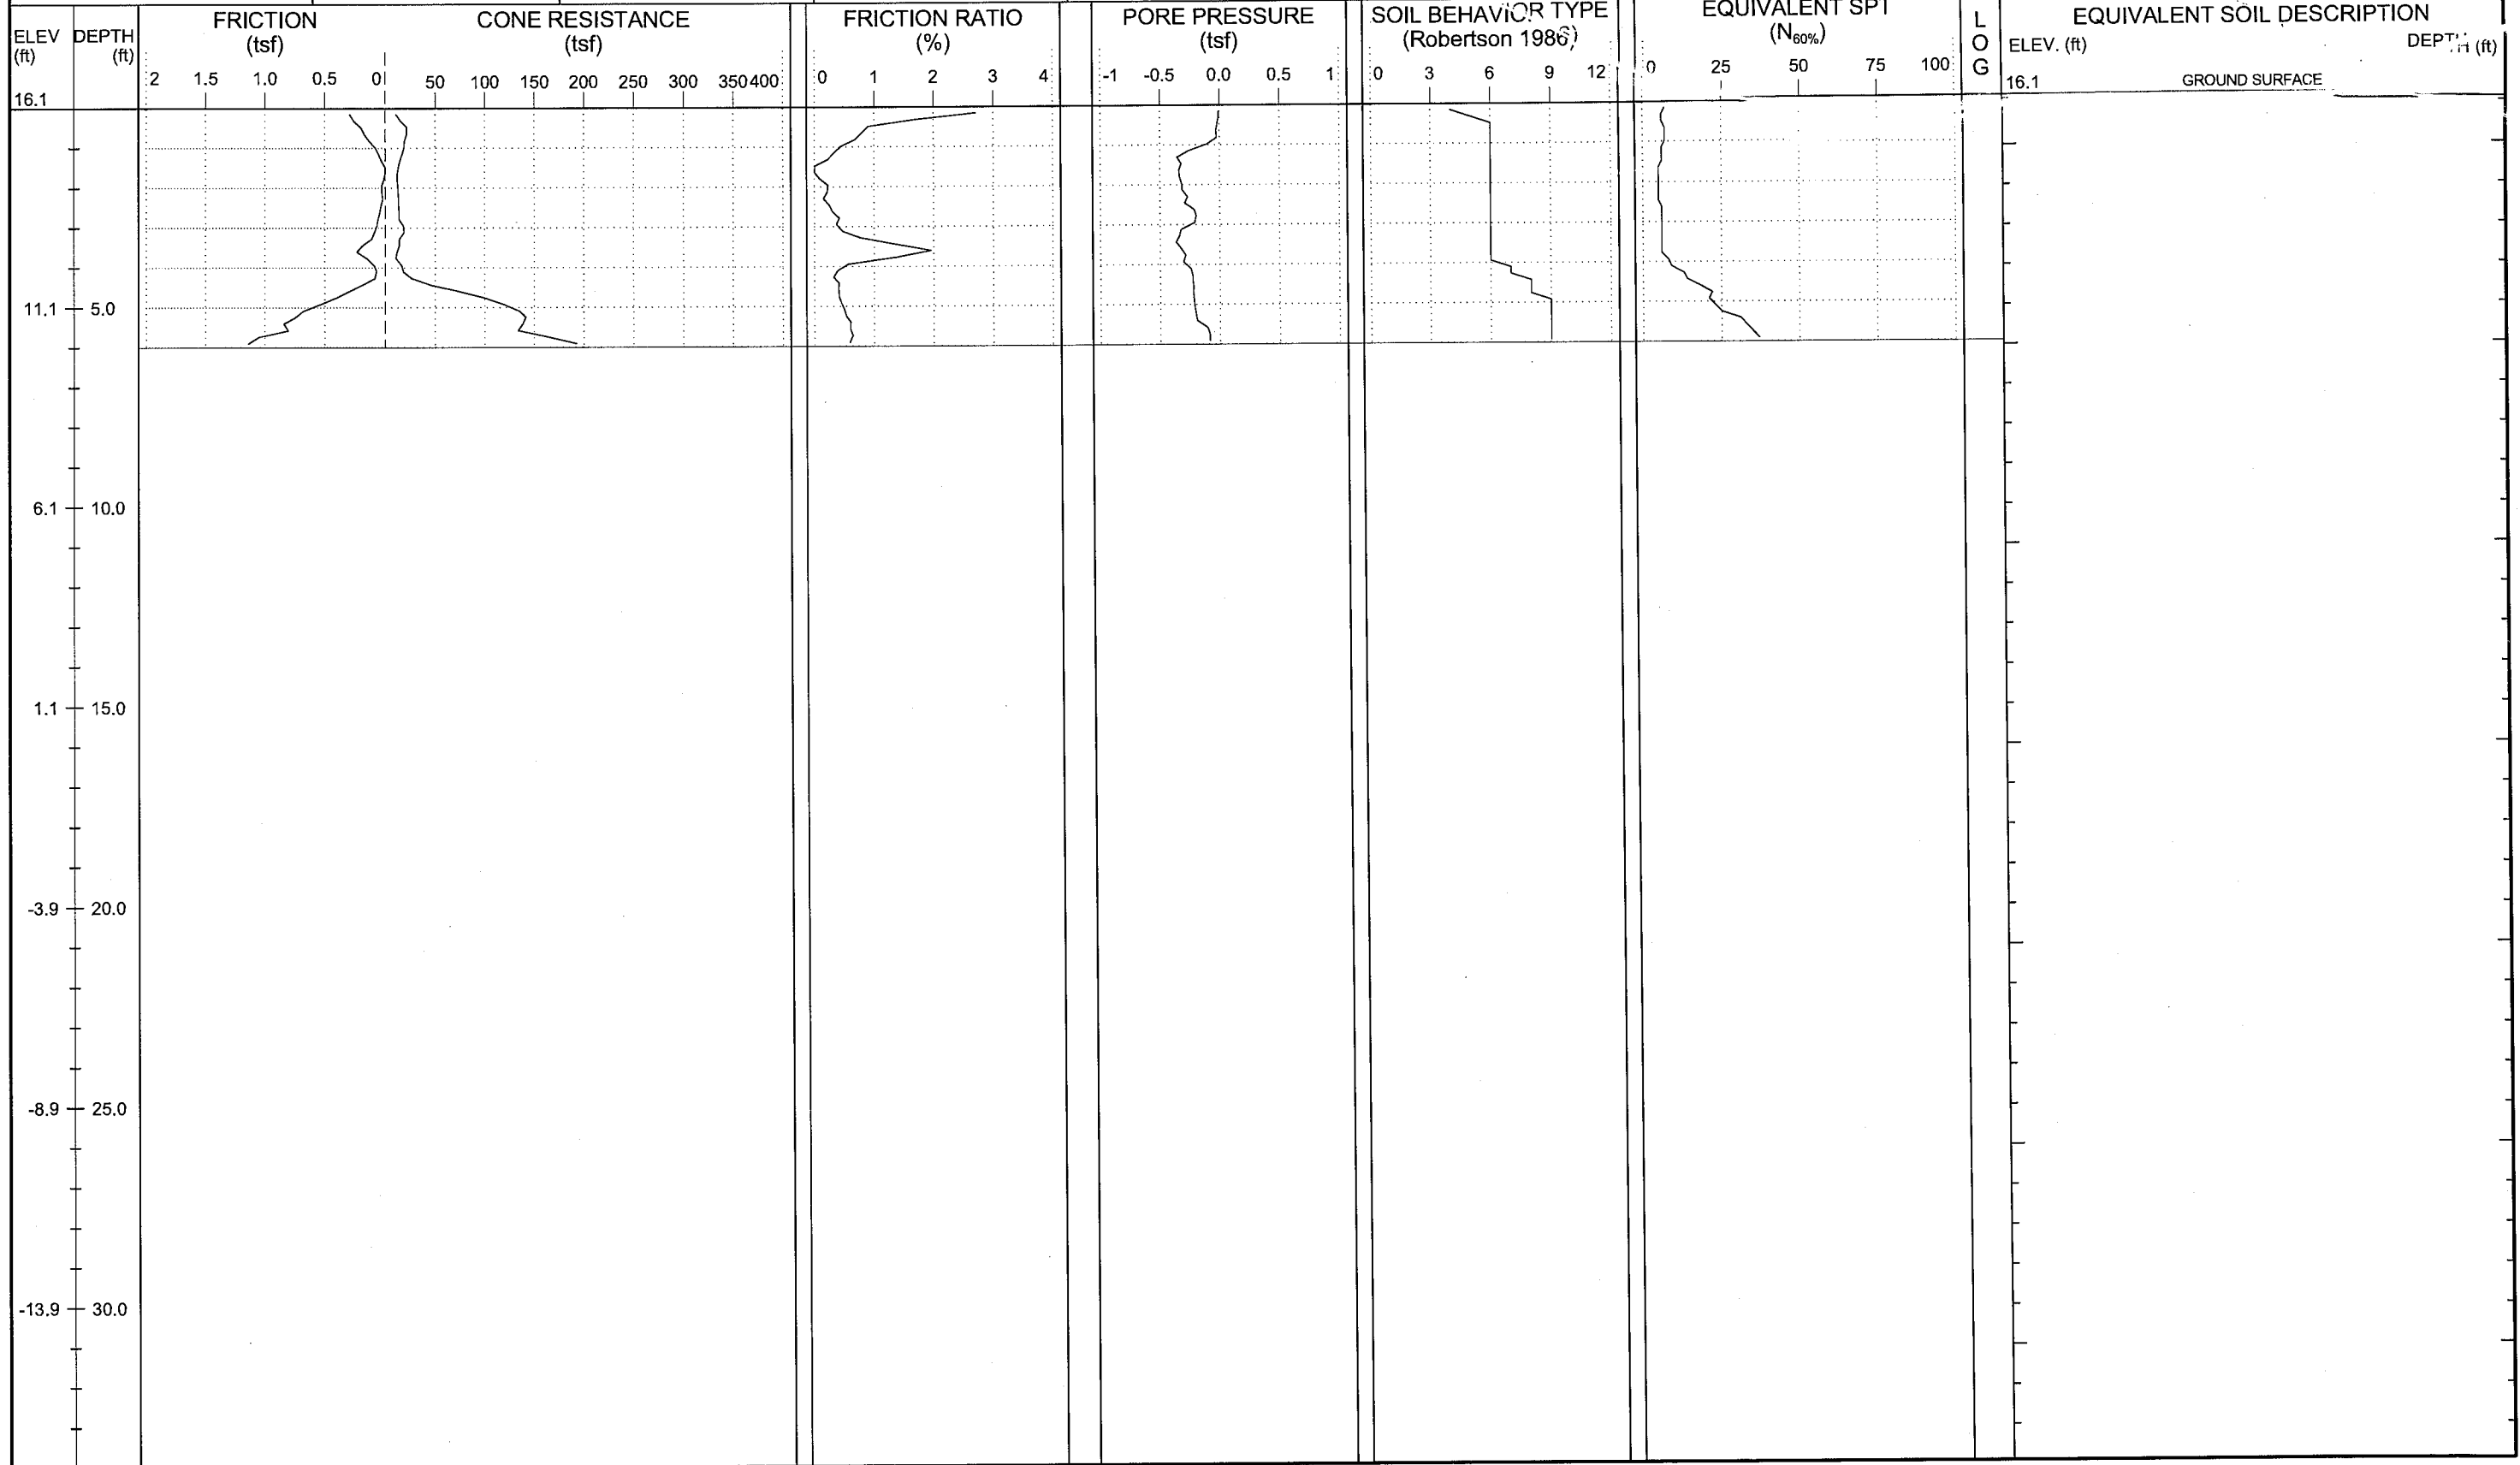 FRICTION
(tsf)
CONE RESISTANCE
(tsf)
FRICTION RATIO
(%)
PORE PRESSURE
(tsf)
SOIL BEHAVIOR TYPE
(Robertson 1986)
EQUIVALENT SPT
(N60%)
L
O
G
EQUIVALENT SOIL DESCRIPTION
ELEV
(ft)
DEPTH
(ft)
ELEV. (ft)
DEPTH (ft)
2 1.5 1.0 0.5 0 50 100 150 200 250 300 350 400
0 1 2 3 4
-1 -0.5 0.0 0.5 1
0 3 6 9 12
0 25 50 75 100
16.1
16.1
GROUND SURFACE
11.1 5.0
6.1 10.0
1.1 15.0
-3.9 20.0
-8.9 25.0
-13.9 30.0